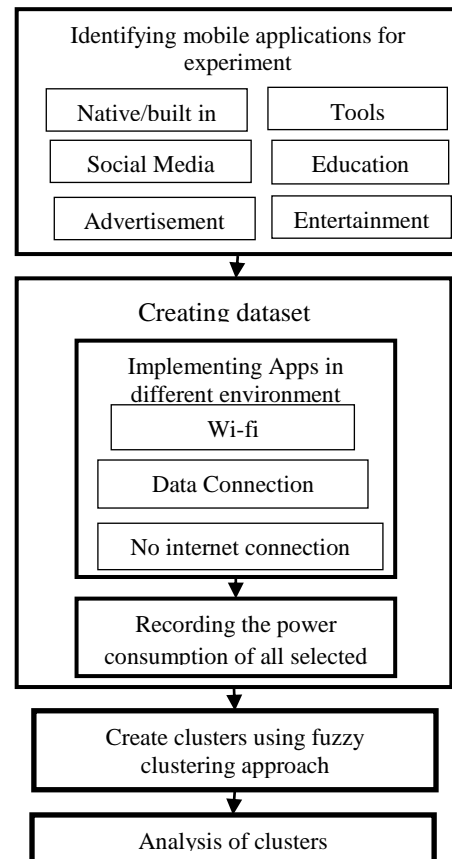 Identifying mobile applications for
experiment
Native/built in
Tools
Social Media
Education
Advertisement
Entertainment
Creating dataset
Implementing Apps in
different environment
Wi-fi
Data Connection
No internet connection
Recording the power
consumption of all selected
Create clusters using fuzzy
clustering approach
Analysis of clusters